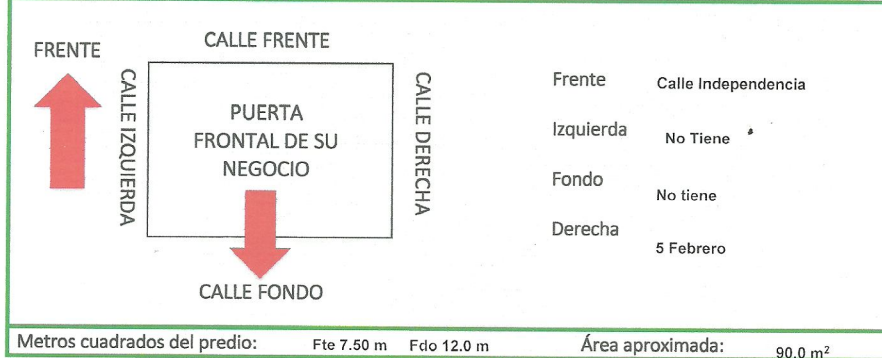 FRENTE
CALLE FRENTE
CALLE IZQUIERDA
PUERTA
FRONTAL DE SU
NEGOCIO
CALLE DERECHA
CALLE FONDO
Frente Calle Independencia
Izquierda No Tiene
Fondo No tiene
Derecha 5 Febrero
Metros cuadrados del predio: Fte 7.50 m Fdo 12.0 m Área aproximada: 90.0 m²